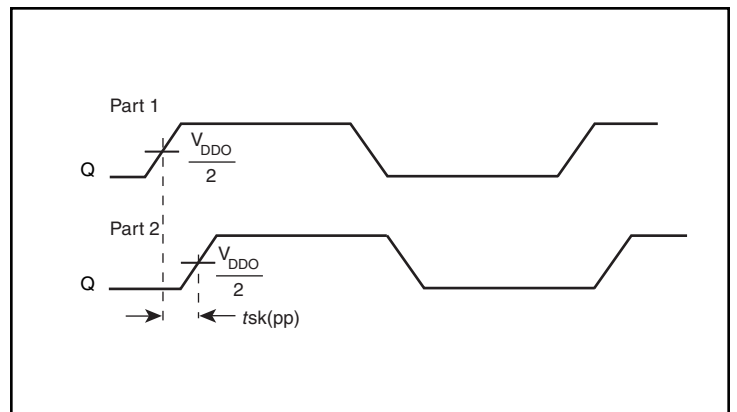 Part 1
VDDO
2
Q
Part 2
VDDO
2
Q
tsk(pp)